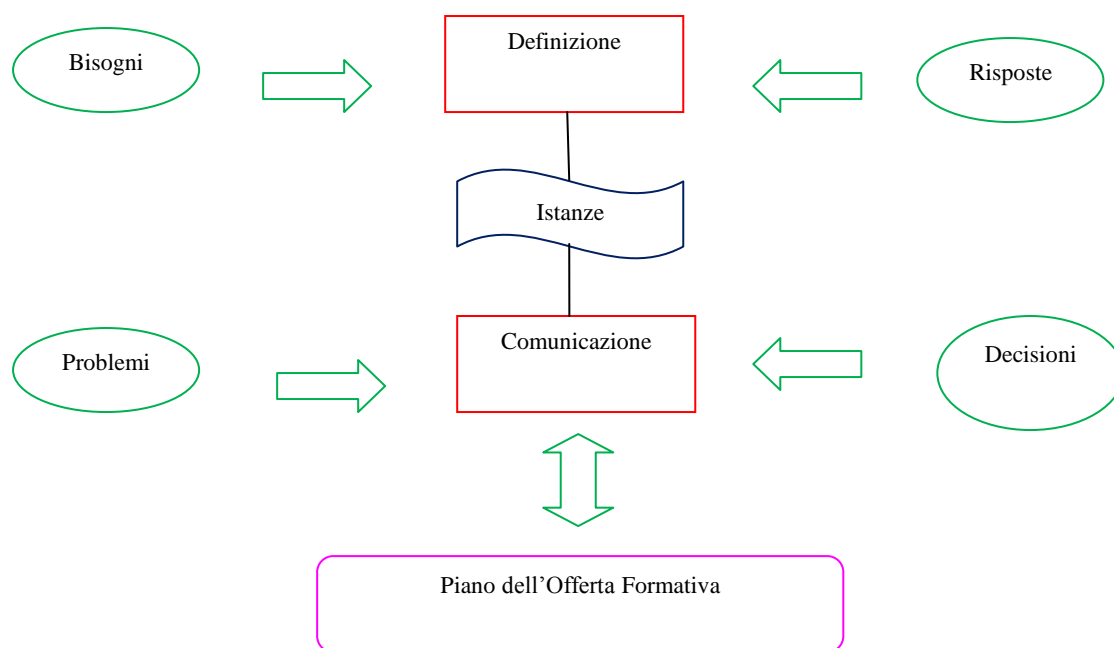 Bisogni
Definizione
Risposte
Istanze
Problemi
Comunicazione
Decisioni
Piano dell’Offerta Formativa